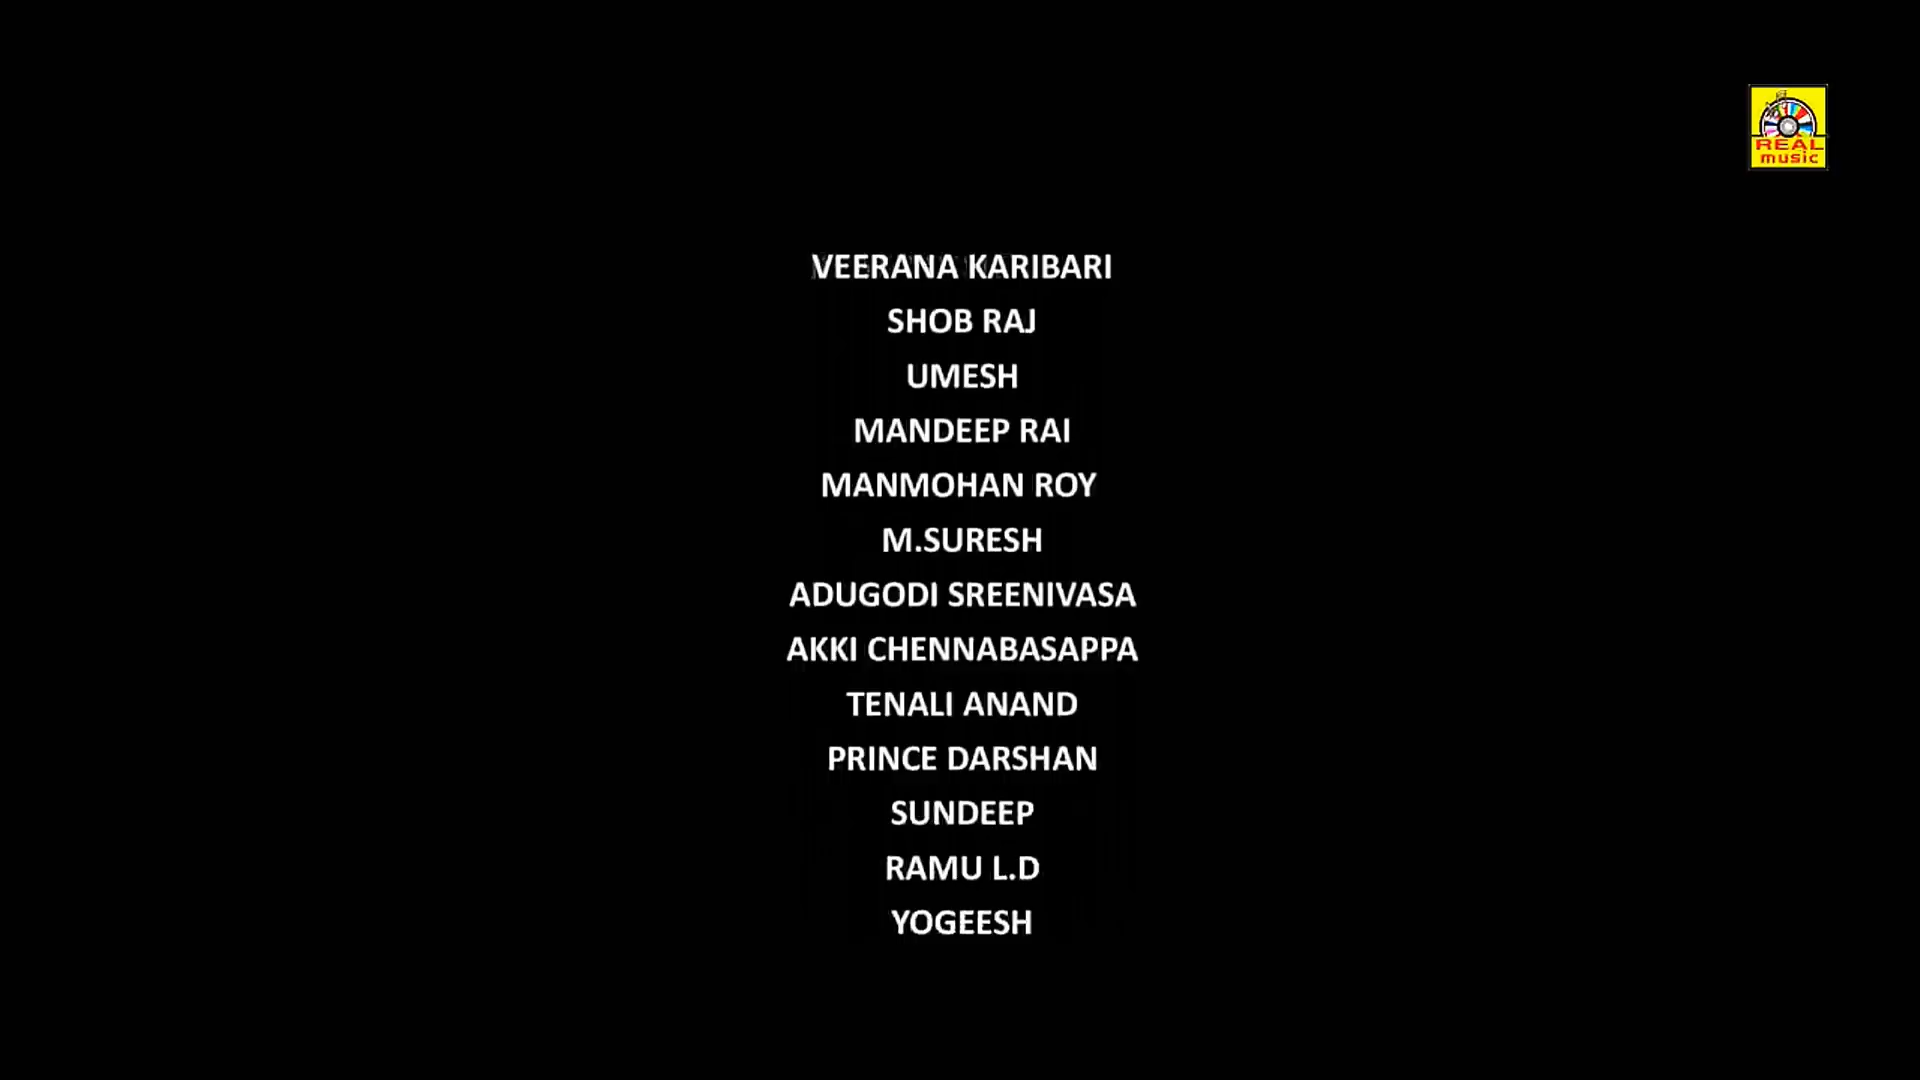 REAL
music
VEERANA KARIBARI
SHOB RAJ
UMESH
MANDEEP RAI
MANMOHAN ROY
M.SURESH
ADUGODI SREENIVASA
AKKI CHENNABASAPPA
TENALI ANAND
PRINCE DARSHAN
SUNDEEP
RAMU L.D
YOGEESH